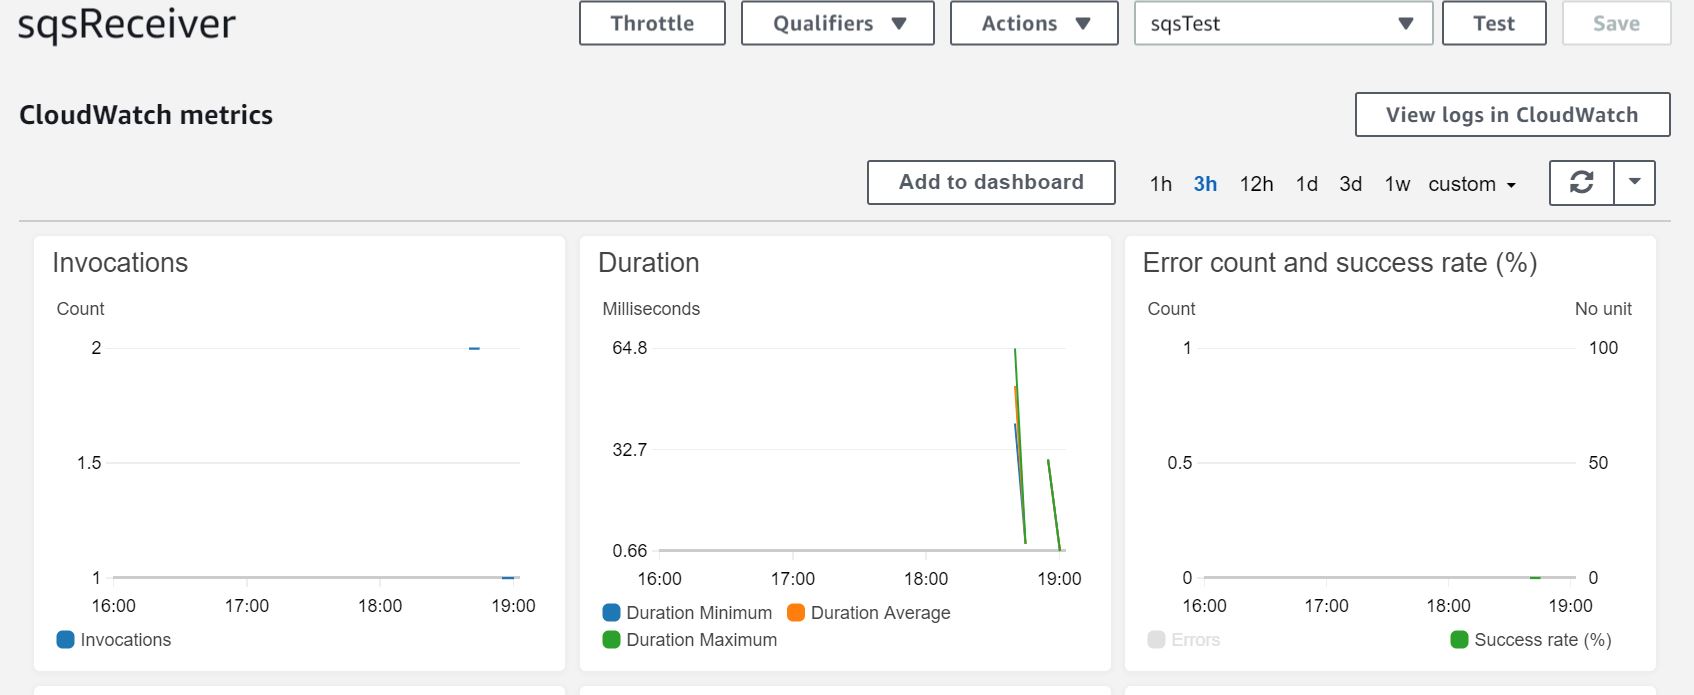 sqsReceiver
Throttle
Qualifiers
Actions
sqsTest
Test
Save
CloudWatch metrics
View logs in CloudWatch
Add to dashboard
1h 3h 12h 1d 3d 1w custom
Invocations
Count
2
1.5
1
16:00 17:00 18:00 19:00
Invocations
Duration
Milliseconds
64.8
32.7
0.66
16:00 17:00 18:00 19:00
Duration Minimum Duration Average
Duration Maximum
Error count and success rate (%)
Count No unit
1 100
0.5 50
0 0
16:00 17:00 18:00 19:00
Errors Success rate (%)